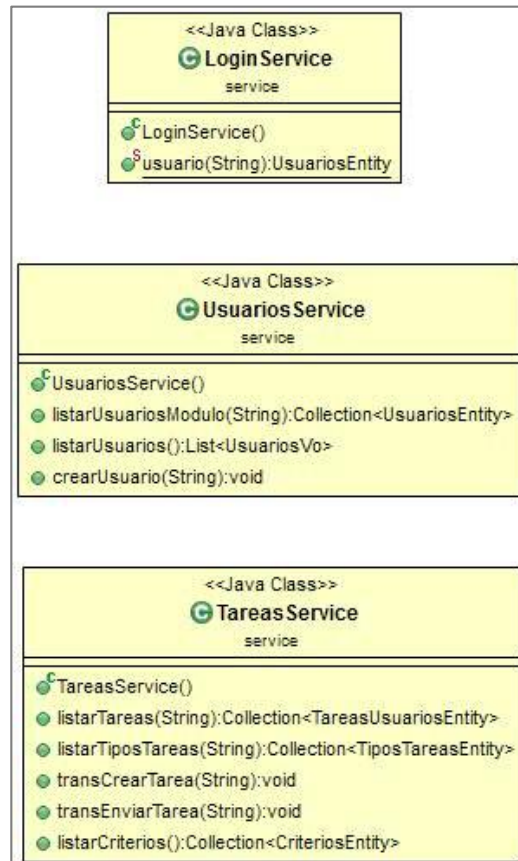 <<Java Class>>
LoginService
service
LoginService()
usuario(String):UsuariosEntity
<<Java Class>>
UsuariosService
service
UsuariosService()
listarUsuariosModulo(String):Collection<UsuariosEntity>
listarUsuarios():List<UsuariosVo>
crearUsuario(String):void
<<Java Class>>
TareasService
service
TareasService()
listarTareas(String):Collection<TareasUsuariosEntity>
listarTiposTareas(String):Collection<TiposTareasEntity>
transCrearTarea(String):void
transEnviarTarea(String):void
listarCriterios():Collection<CriteriosEntity>